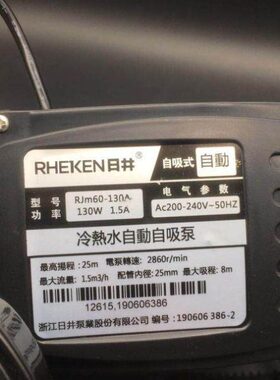 RHEKEN日井 自吸式 自動
型号 RJm60-130A 电气参数
功率 130W 1.5A Ac200-240V~50HZ
冷熱水自動自吸泵
最高揚程:25m 電泵轉速:2860r/min
最大流量:1.5m3/h 配管内徑:25mm 最大吸程:8m
12615,190606386
浙江日井泵業股份有限公司 編號:190606 386-2